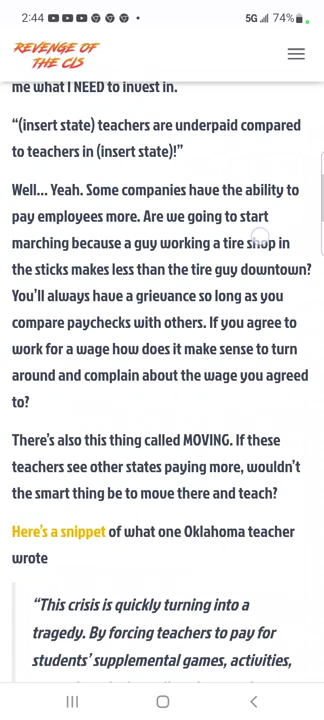 2:44
5G 74%
REVENGE OF
THE CIS
me what I NEED to invest in.
“(insert state) teachers are underpaid compared
to teachers in (insert state)!”
Well... Yeah. Some companies have the ability to
pay employees more. Are we going to start
marching because a guy working a tire shop in
the sticks makes less than the tire guy downtown?
You’ll always have a grievance so long as you
compare paychecks with others. If you agree to
work for a wage how does it make sense to turn
around and complain about the wage you agreed
to?
There’s also this thing called MOVING. If these
teachers see other states paying more, wouldn’t
the smart thing be to move there and teach?
Here’s a snippet of what one Oklahoma teacher
wrote
“This crisis is quickly turning into a
tragedy. By forcing teachers to pay for
students’ supplemental games, activities,